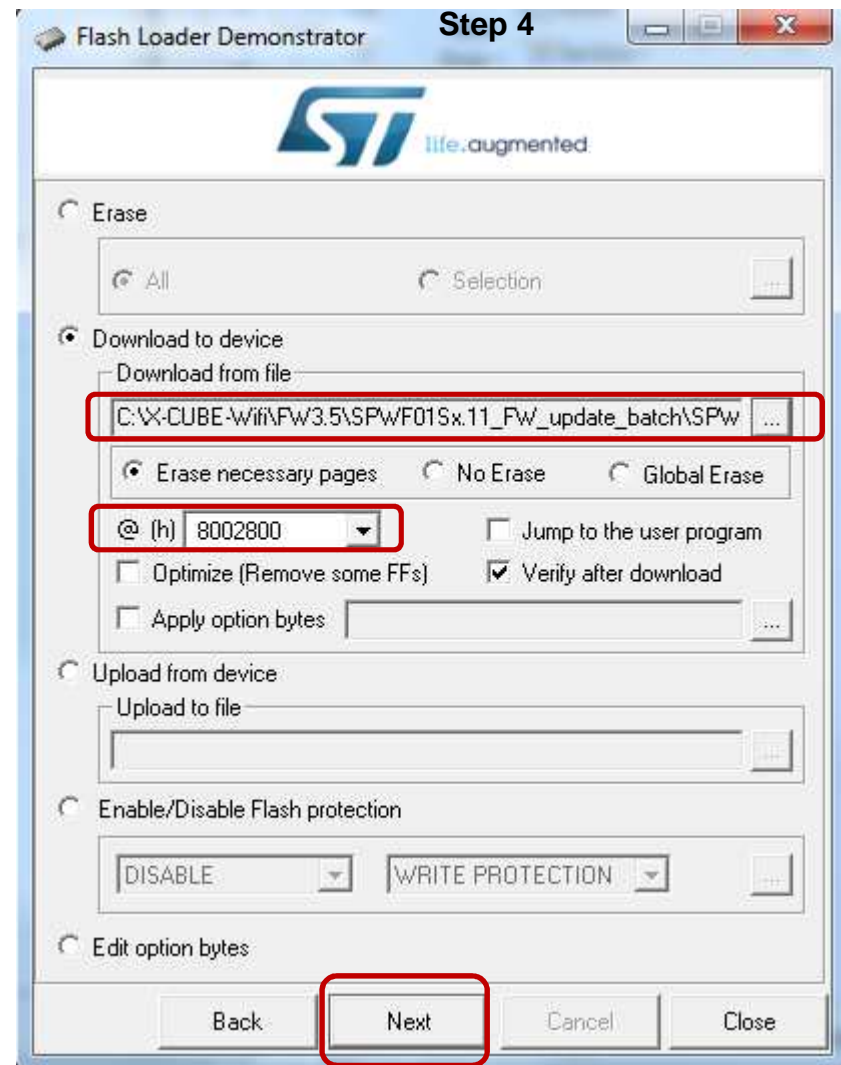 Step 4
Flash Loader Demonstrator
ST life.augmented
Erase
All Selection ...
Download to device
Download from file
C:\X-CUBE-Wifi\FW3.5\SPWF01Sx.11_FW_update_batch\SPW ...
Erase necessary pages No Erase Global Erase
@ (h) 8002800 Jump to the user program
Optimize (Remove some FFs) Verify after download
Apply option bytes ...
Upload from device
Upload to file
...
Enable/Disable Flash protection
DISABLE WRITE PROTECTION ...
Edit option bytes
Back Next Cancel Close